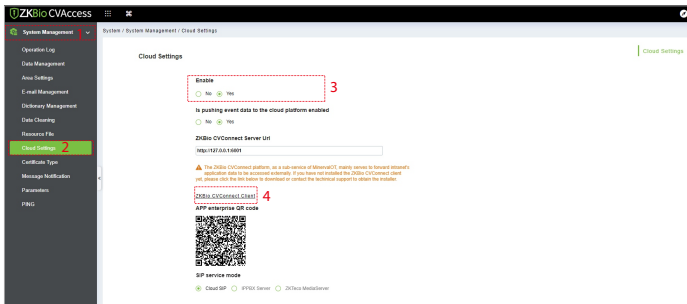 ZKBio CVAccess
System Management 1
System / System Management / Cloud Settings
Operation Log
Data Management
Area Settings
E-mail Management
Dictionary Management
Data Cleaning
Resource File
Cloud Settings 2
Certificate Type
Message Notification
Parameters
PING
Cloud Settings
Cloud Settings
Enable
No Yes
3
Is pushing event data to the cloud platform enabled
No Yes
ZKBio CVConnect Server Url
http://127.0.0.1:6001
The ZKBio CVConnect platform, as a sub-service of MinervaIOT, mainly serves to forward intranet's
application data to be accessed externally. If you have not installed the ZKBio CVConnect client
yet, please click the link below to download or contact the technical support to obtain the installer.
ZKBio CVConnect Client 4
APP enterprise QR code
SIP service mode
Cloud SIP IPPBX Server ZKTeco MediaServer